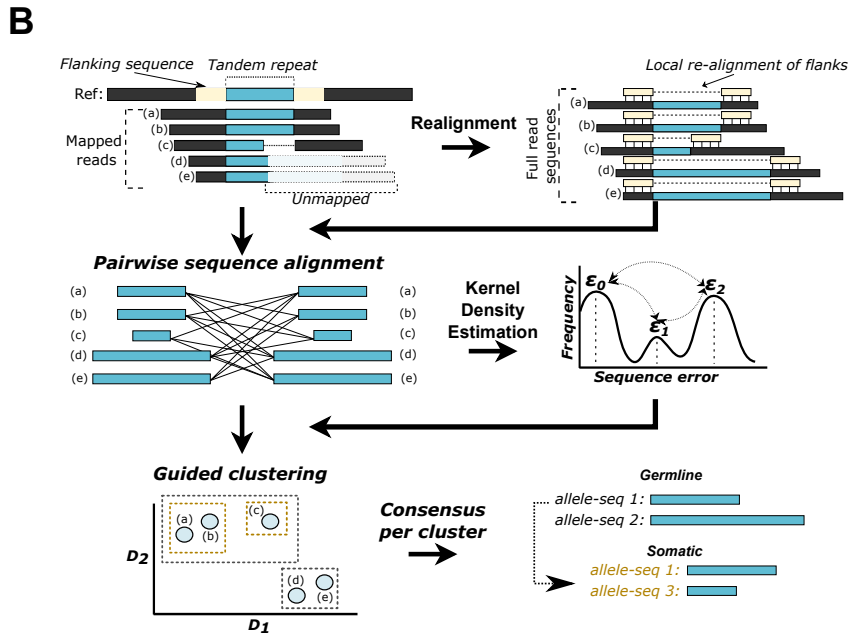 B
Flanking sequence
Tandem repeat
Ref:
(a)
(b)
(c)
(d)
(e)
Mapped
reads
Unmapped
Realignment
Local re-alignment of flanks
Full read
sequences
(a)
(b)
(c)
(d)
(e)
Pairwise sequence alignment
(a)
(b)
(c)
(d)
(e)
(a)
(b)
(c)
(d)
(e)
Kernel
Density
Estimation
Frequency
ε0
ε1
ε2
Sequence error
Guided clustering
D2
(a)
(b)
(c)
(d)
(e)
D1
Consensus
per cluster
Germline
allele-seq 1:
allele-seq 2:
Somatic
allele-seq 1:
allele-seq 3: